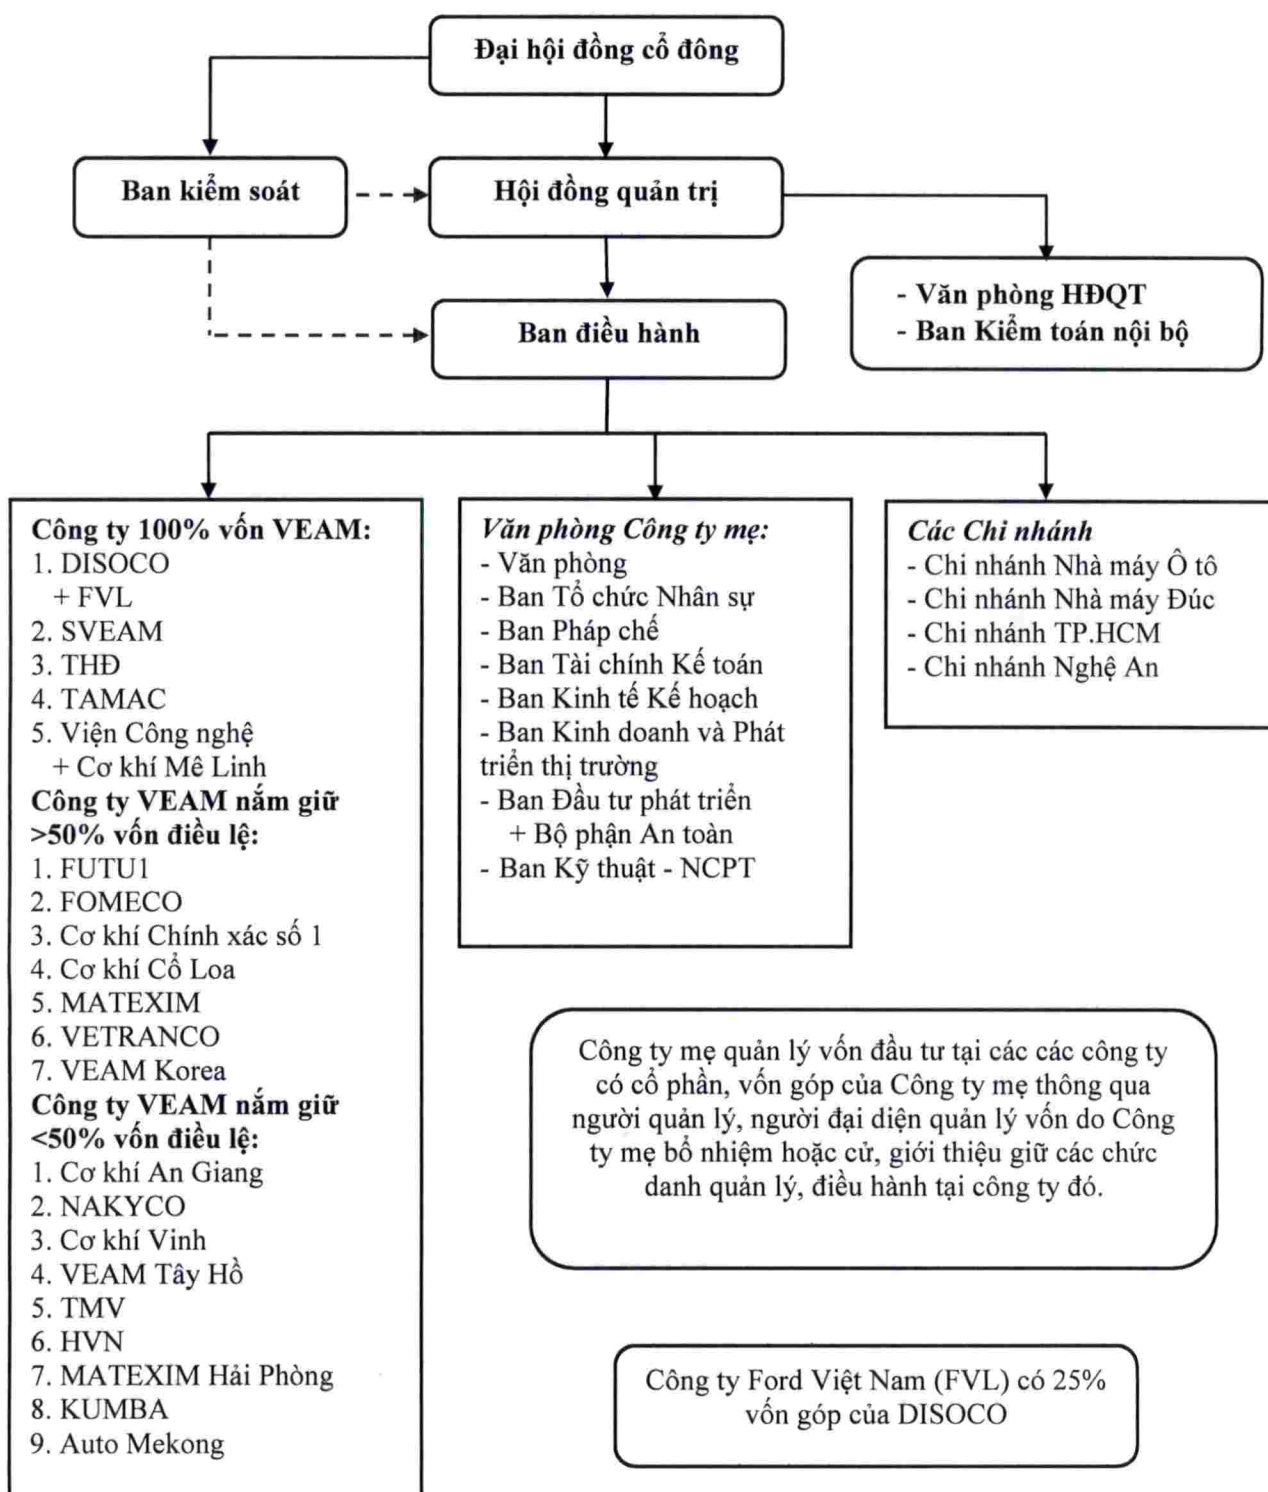 Đại hội đồng cổ đông
Ban kiểm soát
Hội đồng quản trị
- Văn phòng HĐQT
- Ban Kiểm toán nội bộ
Ban điều hành
Công ty 100% vốn VEAM:
1. DISOCO
+ FVL
2. SVEAM
3. THĐ
4. TAMAC
5. Viện Công nghệ
+ Cơ khí Mê Linh
Công ty VEAM nắm giữ
>50% vốn điều lệ:
1. FUTU1
2. FOMECO
3. Cơ khí Chính xác số 1
4. Cơ khí Cổ Loa
5. MATEXIM
6. VETRANCO
7. VEAM Korea
Công ty VEAM nắm giữ
<50% vốn điều lệ:
1. Cơ khí An Giang
2. NAKYCO
3. Cơ khí Vinh
4. VEAM Tây Hồ
5. TMV
6. HVN
7. MATEXIM Hải Phòng
8. KUMBA
9. Auto Mekong
Văn phòng Công ty mẹ:
- Văn phòng
- Ban Tổ chức Nhân sự
- Ban Pháp chế
- Ban Tài chính Kế toán
- Ban Kinh tế Kế hoạch
- Ban Kinh doanh và Phát
triển thị trường
- Ban Đầu tư phát triển
+ Bộ phận An toàn
- Ban Kỹ thuật - NCPT
Các Chi nhánh
- Chi nhánh Nhà máy Ô tô
- Chi nhánh Nhà máy Đúc
- Chi nhánh TP.HCM
- Chi nhánh Nghệ An
Công ty mẹ quản lý vốn đầu tư tại các các công ty
có cổ phần, vốn góp của Công ty mẹ thông qua
người quản lý, người đại diện quản lý vốn do Công
ty mẹ bổ nhiệm hoặc cử, giới thiệu giữ các chức
danh quản lý, điều hành tại công ty đó.
Công ty Ford Việt Nam (FVL) có 25%
vốn góp của DISOCO